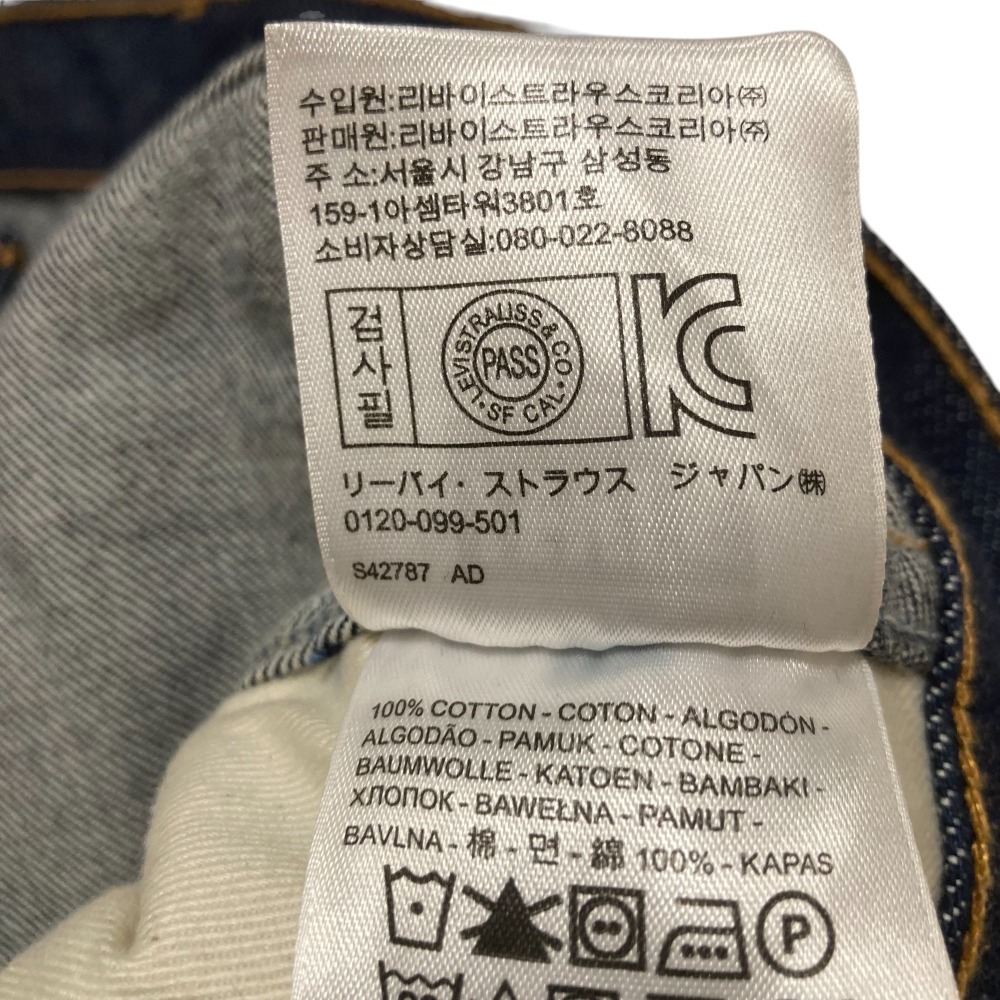 수입원:리바이스트라우스코리아㈜
판매원:리바이스트라우스코리아㈜
주 소:서울시 강남구 삼성동
159-1아셈타워3801호
소비자상담실:080-022-8088
검사필
LEVI STRAUSS & CO
PASS
SF CAL
KC
リーバイ・ストラウス ジャパン㈱
0120-099-501
S42787 AD
100% COTTON - COTON - ALGODÓN -
ALGODÃO - PAMUK - COTONE -
BAUMWOLLE - KATOEN - BAMBAKI -
ХЛОПОК - BAWEŁNA - PAMUT -
BAVLNA - 棉 - 면 - 綿 100% - KAPAS
P